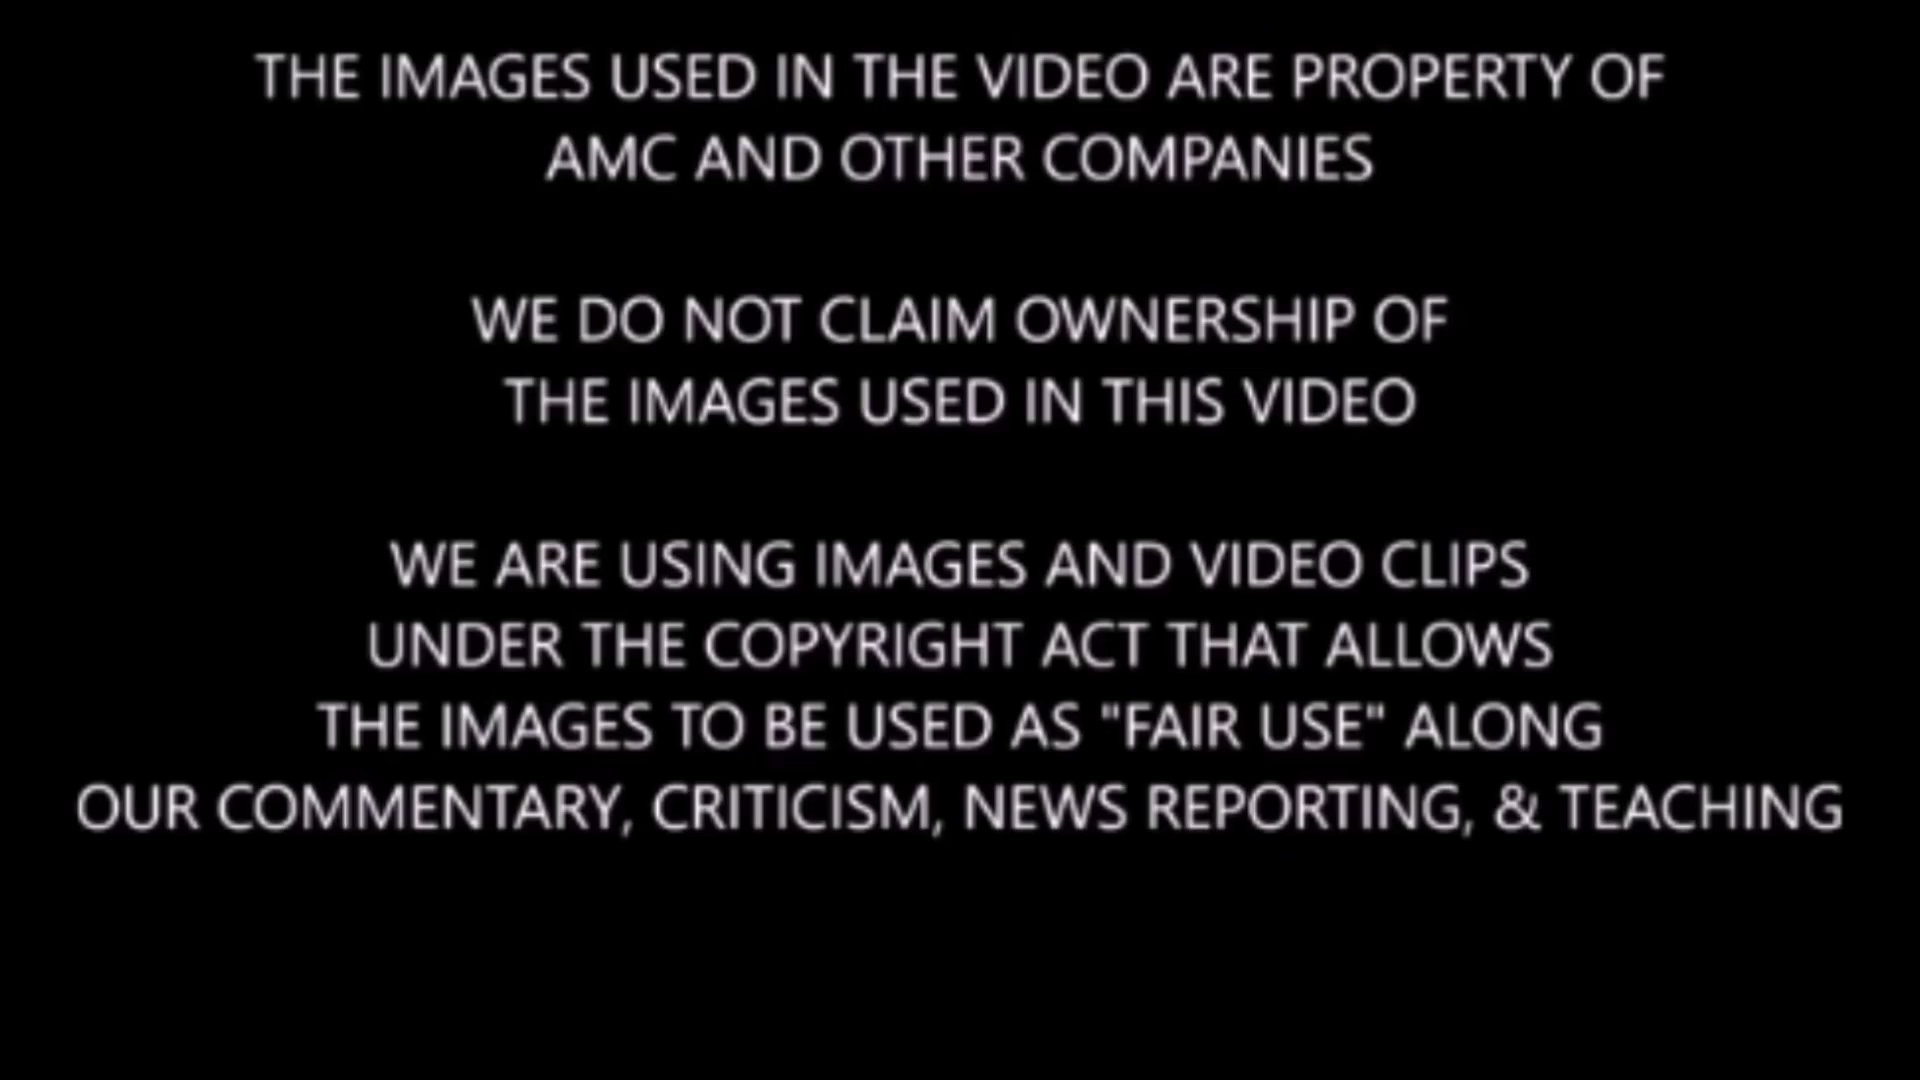 THE IMAGES USED IN THE VIDEO ARE PROPERTY OF
AMC AND OTHER COMPANIES
WE DO NOT CLAIM OWNERSHIP OF
THE IMAGES USED IN THIS VIDEO
WE ARE USING IMAGES AND VIDEO CLIPS
UNDER THE COPYRIGHT ACT THAT ALLOWS
THE IMAGES TO BE USED AS "FAIR USE" ALONG
OUR COMMENTARY, CRITICISM, NEWS REPORTING, & TEACHING